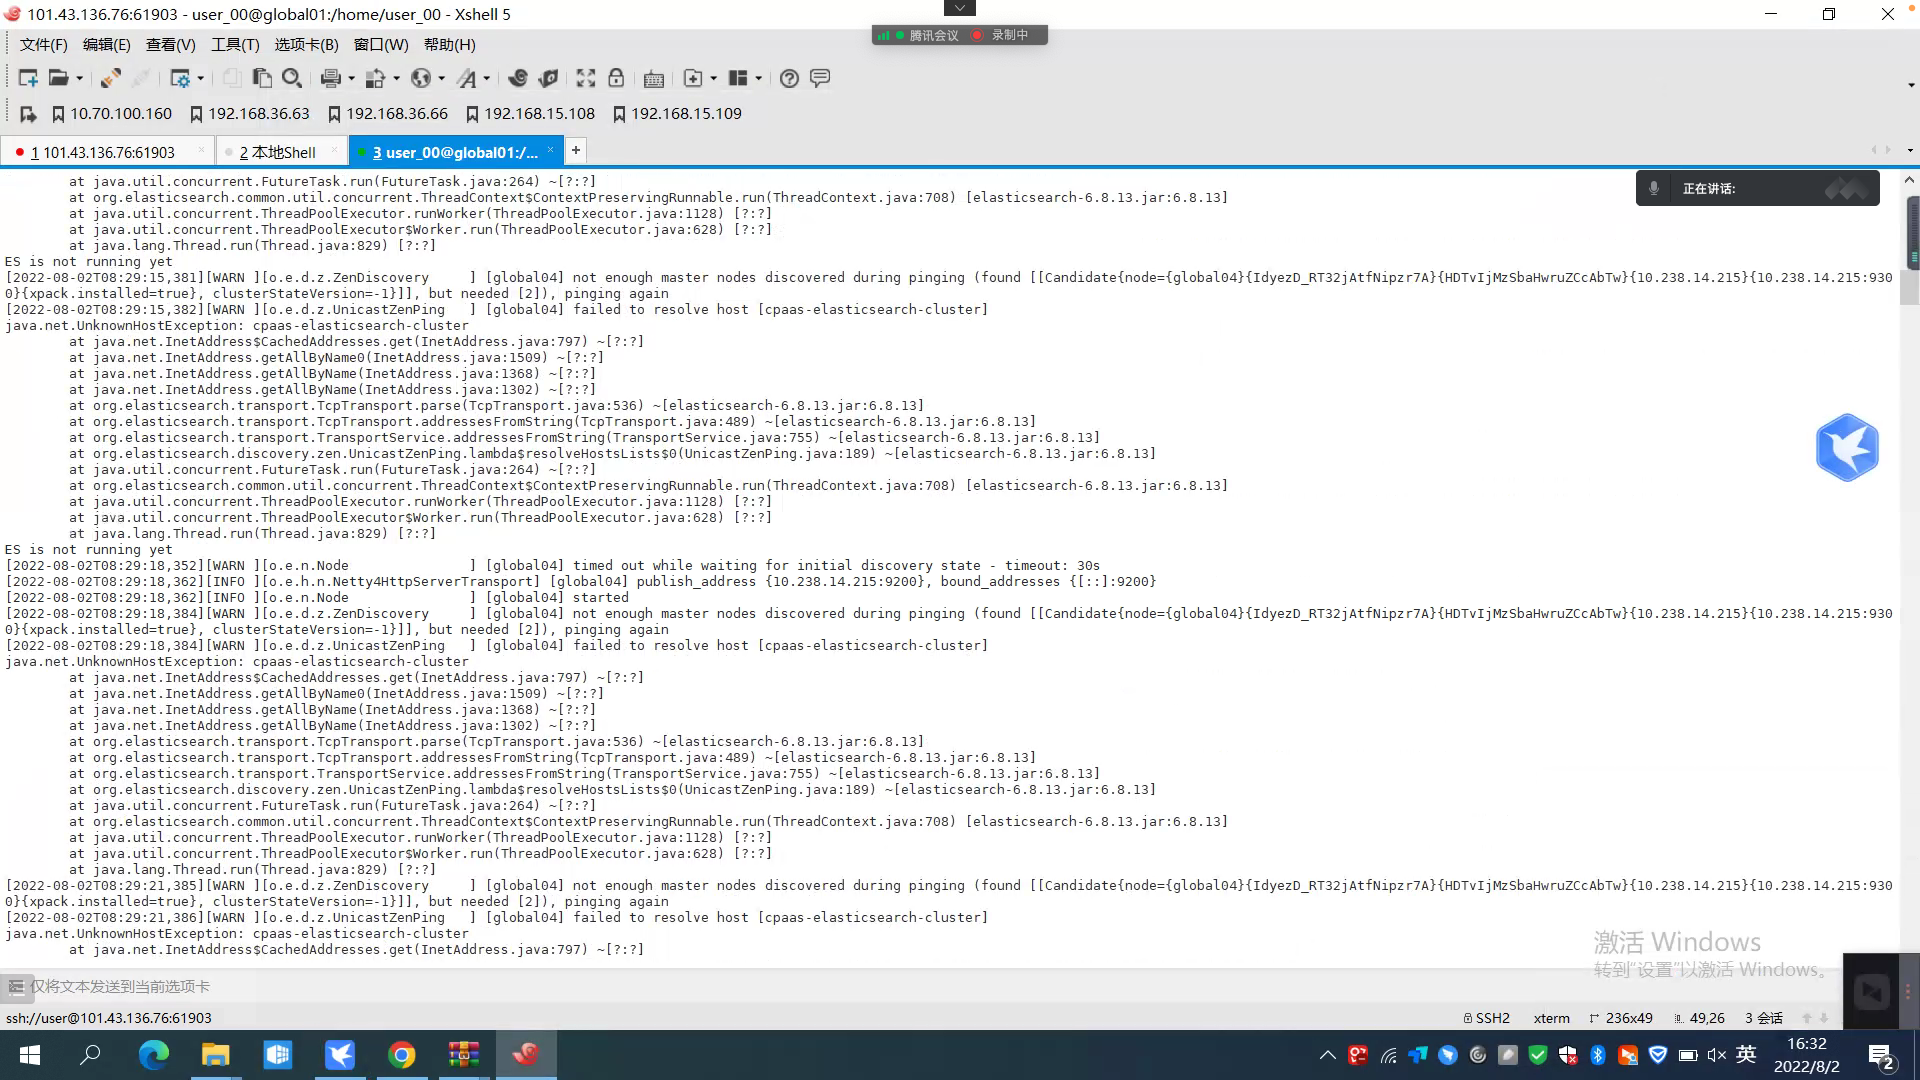 101.43.136.76:61903 - user_00@global01:/home/user_00 - Xshell 5
腾讯会议 录制中
文件(F) 编辑(E) 查看(V) 工具(T) 选项卡(B) 窗口(W) 帮助(H)
10.70.100.160 192.168.36.63 192.168.36.66 192.168.15.108 192.168.15.109
1 101.43.136.76:61903 × 2 本地Shell × 3 user_00@global01:/... × +
正在讲话:
at java.util.concurrent.FutureTask.run(FutureTask.java:264) ~[?:?]
at org.elasticsearch.common.util.concurrent.ThreadContext$ContextPreservingRunnable.run(ThreadContext.java:708) [elasticsearch-6.8.13.jar:6.8.13]
at java.util.concurrent.ThreadPoolExecutor.runWorker(ThreadPoolExecutor.java:1128) [?:?]
at java.util.concurrent.ThreadPoolExecutor$Worker.run(ThreadPoolExecutor.java:628) [?:?]
at java.lang.Thread.run(Thread.java:829) [?:?]
ES is not running yet
[2022-08-02T08:29:15,381][WARN ][o.e.d.z.ZenDiscovery     ] [global04] not enough master nodes discovered during pinging (found [[Candidate{node={global04}{IdyezD_RT32jAtfNipzr7A}{HDTvIjMzSbaHwruZCcAbTw}{10.238.14.215}{10.238.14.215:930
0}{xpack.installed=true}, clusterStateVersion=-1}]], but needed [2]), pinging again
[2022-08-02T08:29:15,382][WARN ][o.e.d.z.UnicastZenPing   ] [global04] failed to resolve host [cpaas-elasticsearch-cluster]
java.net.UnknownHostException: cpaas-elasticsearch-cluster
at java.net.InetAddress$CachedAddresses.get(InetAddress.java:797) ~[?:?]
at java.net.InetAddress.getAllByName0(InetAddress.java:1509) ~[?:?]
at java.net.InetAddress.getAllByName(InetAddress.java:1368) ~[?:?]
at java.net.InetAddress.getAllByName(InetAddress.java:1302) ~[?:?]
at org.elasticsearch.transport.TcpTransport.parse(TcpTransport.java:536) ~[elasticsearch-6.8.13.jar:6.8.13]
at org.elasticsearch.transport.TcpTransport.addressesFromString(TcpTransport.java:489) ~[elasticsearch-6.8.13.jar:6.8.13]
at org.elasticsearch.transport.TransportService.addressesFromString(TransportService.java:755) ~[elasticsearch-6.8.13.jar:6.8.13]
at org.elasticsearch.discovery.zen.UnicastZenPing.lambda$resolveHostsLists$0(UnicastZenPing.java:189) ~[elasticsearch-6.8.13.jar:6.8.13]
at java.util.concurrent.FutureTask.run(FutureTask.java:264) ~[?:?]
at org.elasticsearch.common.util.concurrent.ThreadContext$ContextPreservingRunnable.run(ThreadContext.java:708) [elasticsearch-6.8.13.jar:6.8.13]
at java.util.concurrent.ThreadPoolExecutor.runWorker(ThreadPoolExecutor.java:1128) [?:?]
at java.util.concurrent.ThreadPoolExecutor$Worker.run(ThreadPoolExecutor.java:628) [?:?]
at java.lang.Thread.run(Thread.java:829) [?:?]
ES is not running yet
[2022-08-02T08:29:18,352][WARN ][o.e.n.Node               ] [global04] timed out while waiting for initial discovery state - timeout: 30s
[2022-08-02T08:29:18,362][INFO ][o.e.h.n.Netty4HttpServerTransport] [global04] publish_address {10.238.14.215:9200}, bound_addresses {[::]:9200}
[2022-08-02T08:29:18,362][INFO ][o.e.n.Node               ] [global04] started
[2022-08-02T08:29:18,384][WARN ][o.e.d.z.ZenDiscovery     ] [global04] not enough master nodes discovered during pinging (found [[Candidate{node={global04}{IdyezD_RT32jAtfNipzr7A}{HDTvIjMzSbaHwruZCcAbTw}{10.238.14.215}{10.238.14.215:930
0}{xpack.installed=true}, clusterStateVersion=-1}]], but needed [2]), pinging again
[2022-08-02T08:29:18,384][WARN ][o.e.d.z.UnicastZenPing   ] [global04] failed to resolve host [cpaas-elasticsearch-cluster]
java.net.UnknownHostException: cpaas-elasticsearch-cluster
at java.net.InetAddress$CachedAddresses.get(InetAddress.java:797) ~[?:?]
at java.net.InetAddress.getAllByName0(InetAddress.java:1509) ~[?:?]
at java.net.InetAddress.getAllByName(InetAddress.java:1368) ~[?:?]
at java.net.InetAddress.getAllByName(InetAddress.java:1302) ~[?:?]
at org.elasticsearch.transport.TcpTransport.parse(TcpTransport.java:536) ~[elasticsearch-6.8.13.jar:6.8.13]
at org.elasticsearch.transport.TcpTransport.addressesFromString(TcpTransport.java:489) ~[elasticsearch-6.8.13.jar:6.8.13]
at org.elasticsearch.transport.TransportService.addressesFromString(TransportService.java:755) ~[elasticsearch-6.8.13.jar:6.8.13]
at org.elasticsearch.discovery.zen.UnicastZenPing.lambda$resolveHostsLists$0(UnicastZenPing.java:189) ~[elasticsearch-6.8.13.jar:6.8.13]
at java.util.concurrent.FutureTask.run(FutureTask.java:264) ~[?:?]
at org.elasticsearch.common.util.concurrent.ThreadContext$ContextPreservingRunnable.run(ThreadContext.java:708) [elasticsearch-6.8.13.jar:6.8.13]
at java.util.concurrent.ThreadPoolExecutor.runWorker(ThreadPoolExecutor.java:1128) [?:?]
at java.util.concurrent.ThreadPoolExecutor$Worker.run(ThreadPoolExecutor.java:628) [?:?]
at java.lang.Thread.run(Thread.java:829) [?:?]
[2022-08-02T08:29:21,385][WARN ][o.e.d.z.ZenDiscovery     ] [global04] not enough master nodes discovered during pinging (found [[Candidate{node={global04}{IdyezD_RT32jAtfNipzr7A}{HDTvIjMzSbaHwruZCcAbTw}{10.238.14.215}{10.238.14.215:930
0}{xpack.installed=true}, clusterStateVersion=-1}]], but needed [2]), pinging again
[2022-08-02T08:29:21,386][WARN ][o.e.d.z.UnicastZenPing   ] [global04] failed to resolve host [cpaas-elasticsearch-cluster]
java.net.UnknownHostException: cpaas-elasticsearch-cluster
at java.net.InetAddress$CachedAddresses.get(InetAddress.java:797) ~[?:?]
激活 Windows
转到“设置”以激活 Windows。
仅将文本发送到当前选项卡
ssh://user@101.43.136.76:61903 SSH2 xterm 236x49 49,26 3 会话
英 16:32
2022/8/2
2